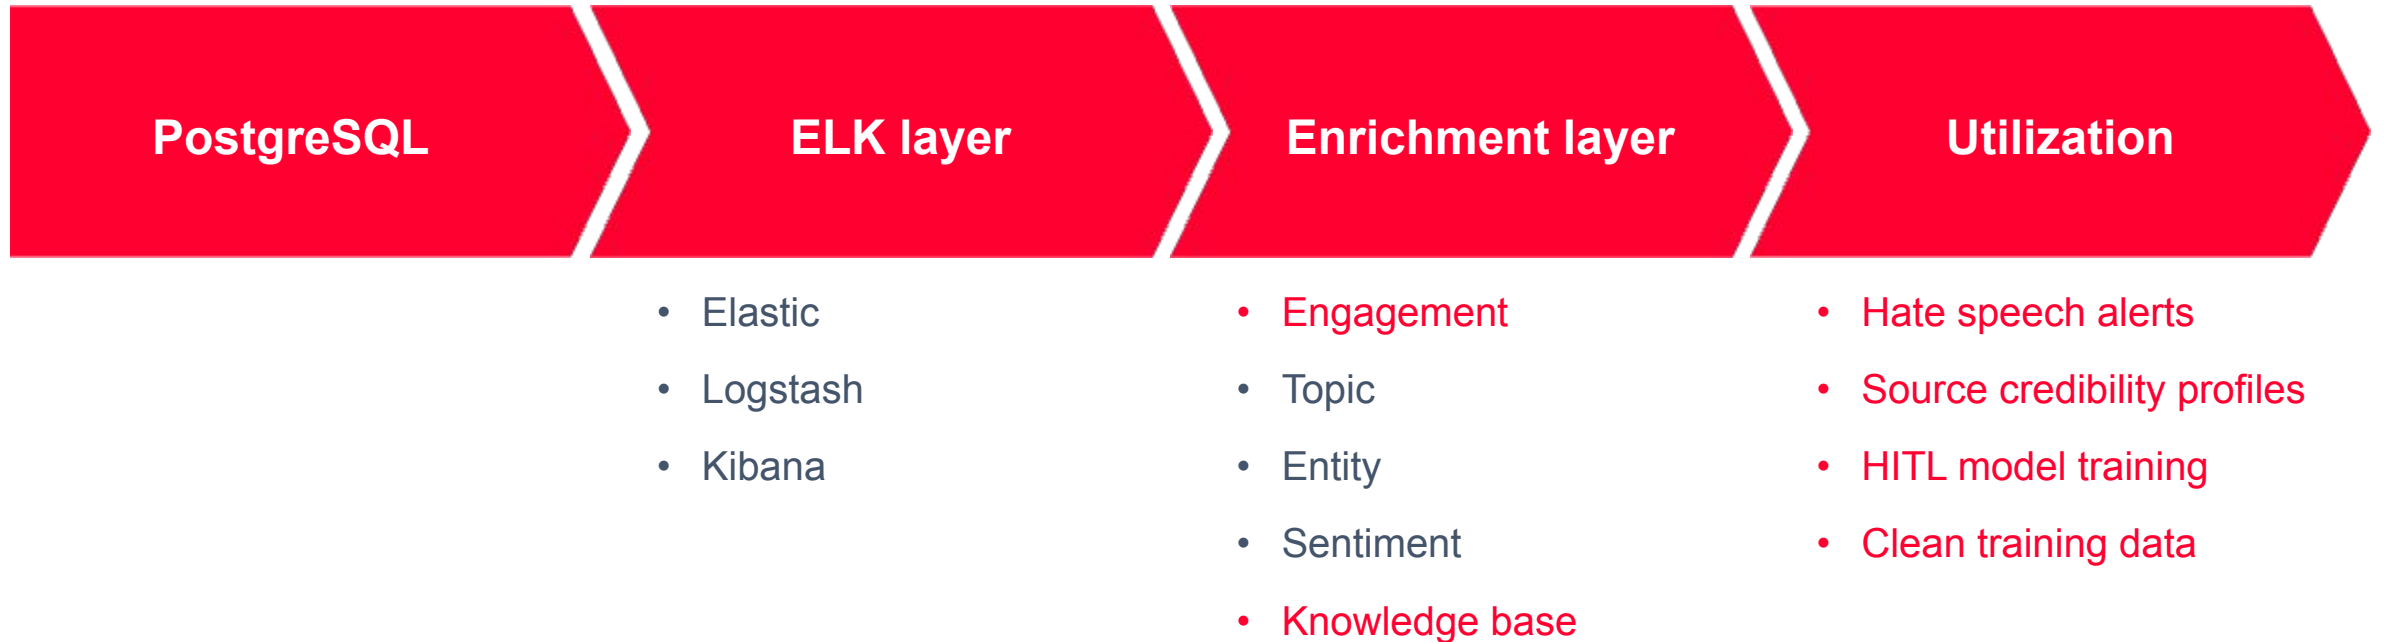 PostgreSQL
ELK layer
Enrichment layer
Utilization
• Elastic
• Logstash
• Kibana
• Engagement
• Topic
• Entity
• Sentiment
• Knowledge base
• Hate speech alerts
• Source credibility profiles
• HITL model training
• Clean training data